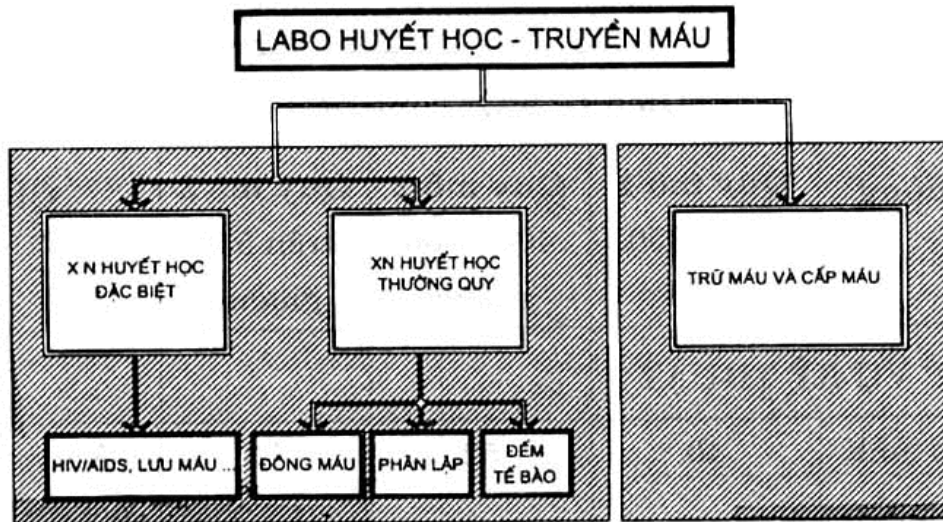 LABO HUYẾT HỌC - TRUYỀN MÁU
X N HUYẾT HỌC
ĐẶC BIỆT
XN HUYẾT HỌC
THƯỜNG QUY
TRỮ MÁU VÀ CẤP MÁU
HIV/AIDS, LƯU MÁU ...
ĐÔNG MÁU
PHÂN LẬP
ĐẾM
TẾ BÀO